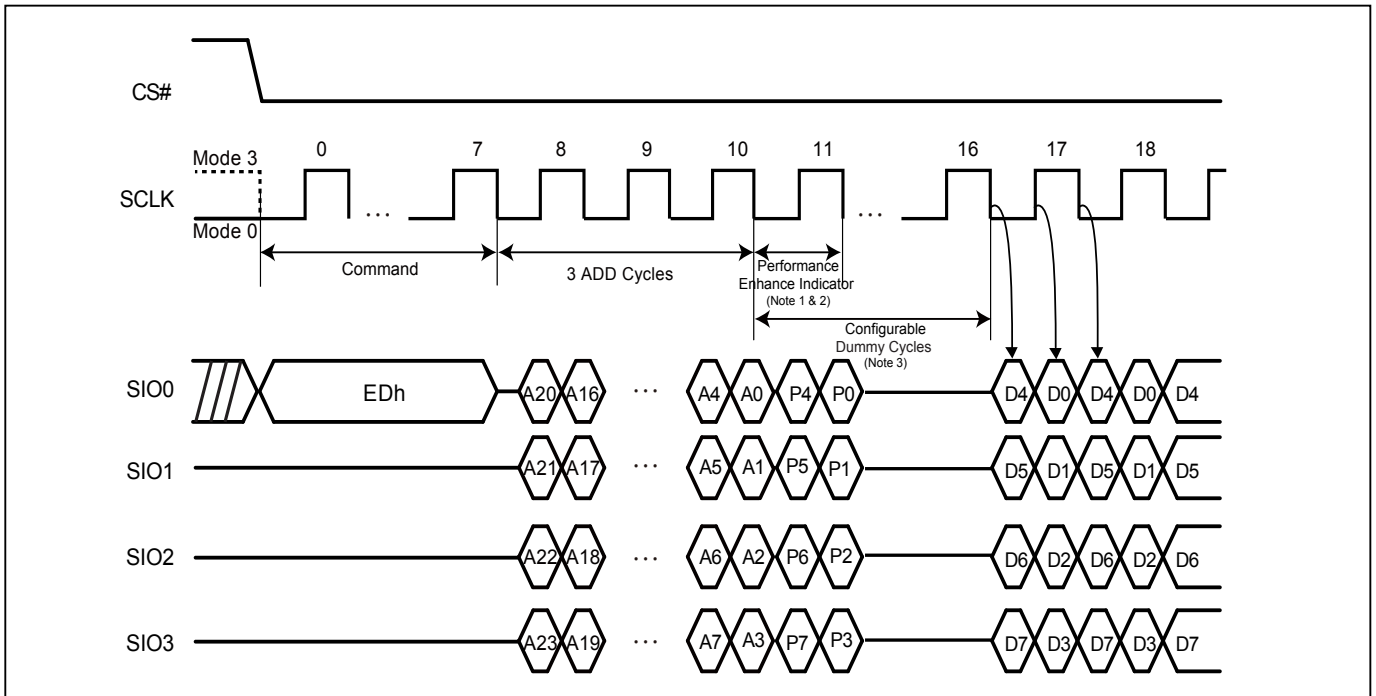 CS#
Mode 3
0 7 8 9 10 11 16 17 18
SCLK
... ...
Mode 0
Command
3 ADD Cycles
Performance
Enhance Indicator
(Note 1 & 2)
Configurable
Dummy Cycles
(Note 3)
SIO0 EDh A20 A16 ... A4 A0 P4 P0 D4 D0 D4 D0 D4
SIO1 A21 A17 ... A5 A1 P5 P1 D5 D1 D5 D1 D5
SIO2 A22 A18 ... A6 A2 P6 P2 D6 D2 D6 D2 D6
SIO3 A23 A19 ... A7 A3 P7 P3 D7 D3 D7 D3 D7